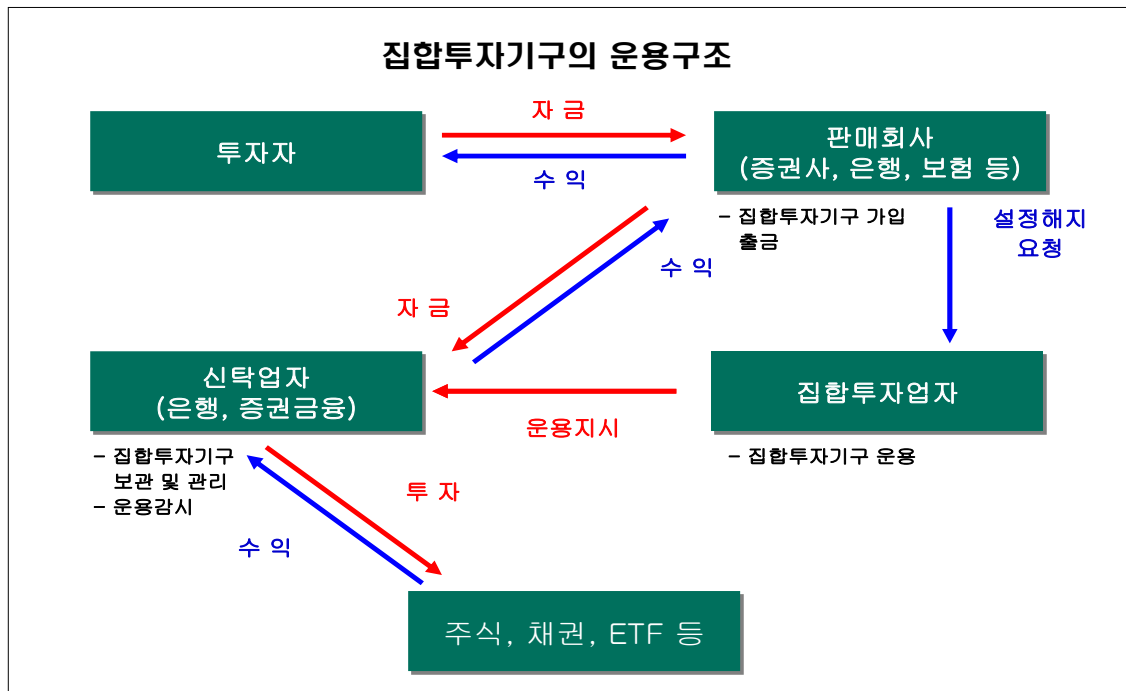 집합투자기구의 운용구조
자 금
투자자
수 익
판매회사
(증권사, 은행, 보험 등)
- 집합투자기구 가입
출금
설정해지
요청
수 익
자 금
신탁업자
(은행, 증권금융)
- 집합투자기구
보관 및 관리
- 운용감시
운용지시
집합투자업자
- 집합투자기구 운용
투 자
수 익
주식, 채권, ETF 등